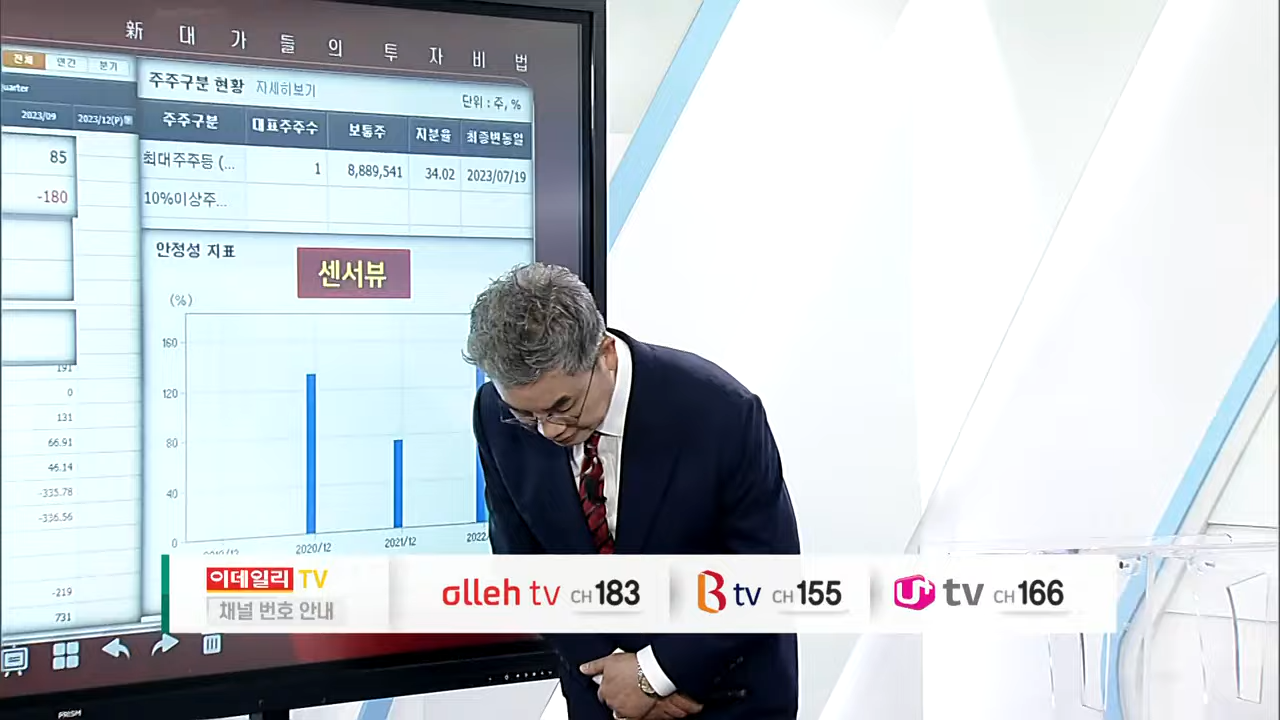 新 대 가 들 의 투 자 비 법
전체 연간 분기
uarter
2023/09 2023/12(P)
85
-180
191
0
131
66.91
46.14
-335.78
-336.56
-219
731
주주구분 현황 자세히보기
단위 : 주, %
주주구분 대표주주수 보통주 지분율 최종변동일
최대주주등 (... 1 8,889,541 34.02 2023/07/19
10%이상주...
안정성 지표
센서뷰
(%)
160
120
80
40
0
2020/12 2021/12 2022
이데일리 TV
채널 번호 안내
olleh tv CH 183
B tv CH 155
U+ tv CH 166
PRISM